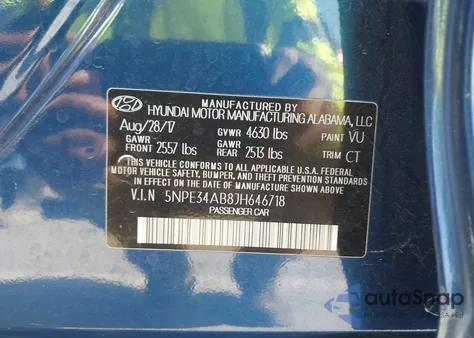 HYUNDAI MOTOR MANUFACTURING ALABAMA, LLC
Aug/28/17 GVWR 4630 lbs PAINT VU
GAWR FRONT 2557 lbs GAWR REAR 2513 lbs TRIM CT
THIS VEHICLE CONFORMS TO ALL APPLICABLE U.S. FEDERAL
MOTOR VEHICLE SAFETY, BUMPER, AND THEFT PREVENTION STANDARDS
IN EFFECT ON THE DATE OF MANUFACTURE SHOWN ABOVE.
V.I.N 5NPE34AB8JH646718
PASSENGER CAR
autoSnap